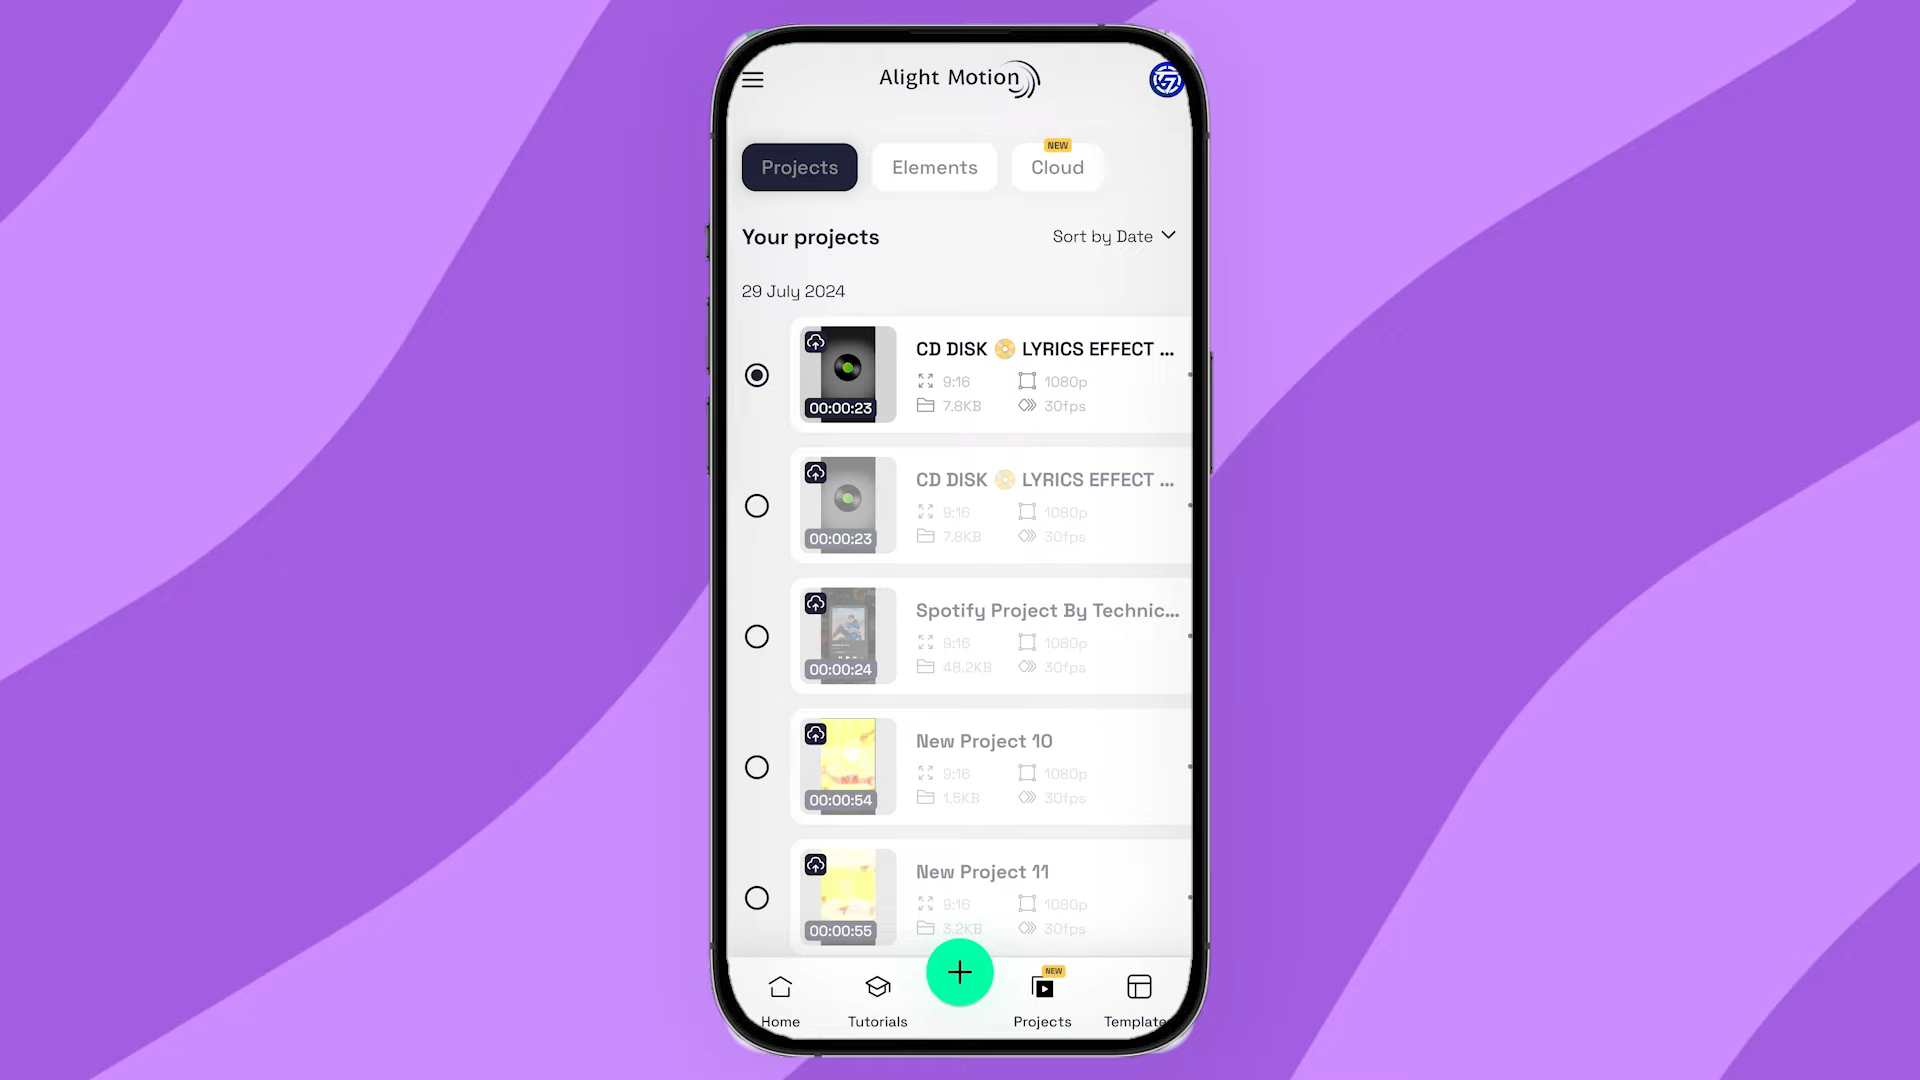 Alight Motion
Projects
Elements
NEW
Cloud
Your projects
Sort by Date
29 July 2024
CD DISK 📀 LYRICS EFFECT ...
9:16
1080p
7.8KB
30fps
00:00:23
CD DISK 📀 LYRICS EFFECT ...
9:16
1080p
7.8KB
30fps
00:00:23
Spotify Project By Technic...
9:16
1080p
48.2KB
30fps
00:00:24
New Project 10
9:16
1080p
1.5KB
30fps
00:00:54
New Project 11
9:16
1080p
3.2KB
30fps
00:00:55
Home
Tutorials
NEW
Projects
Template